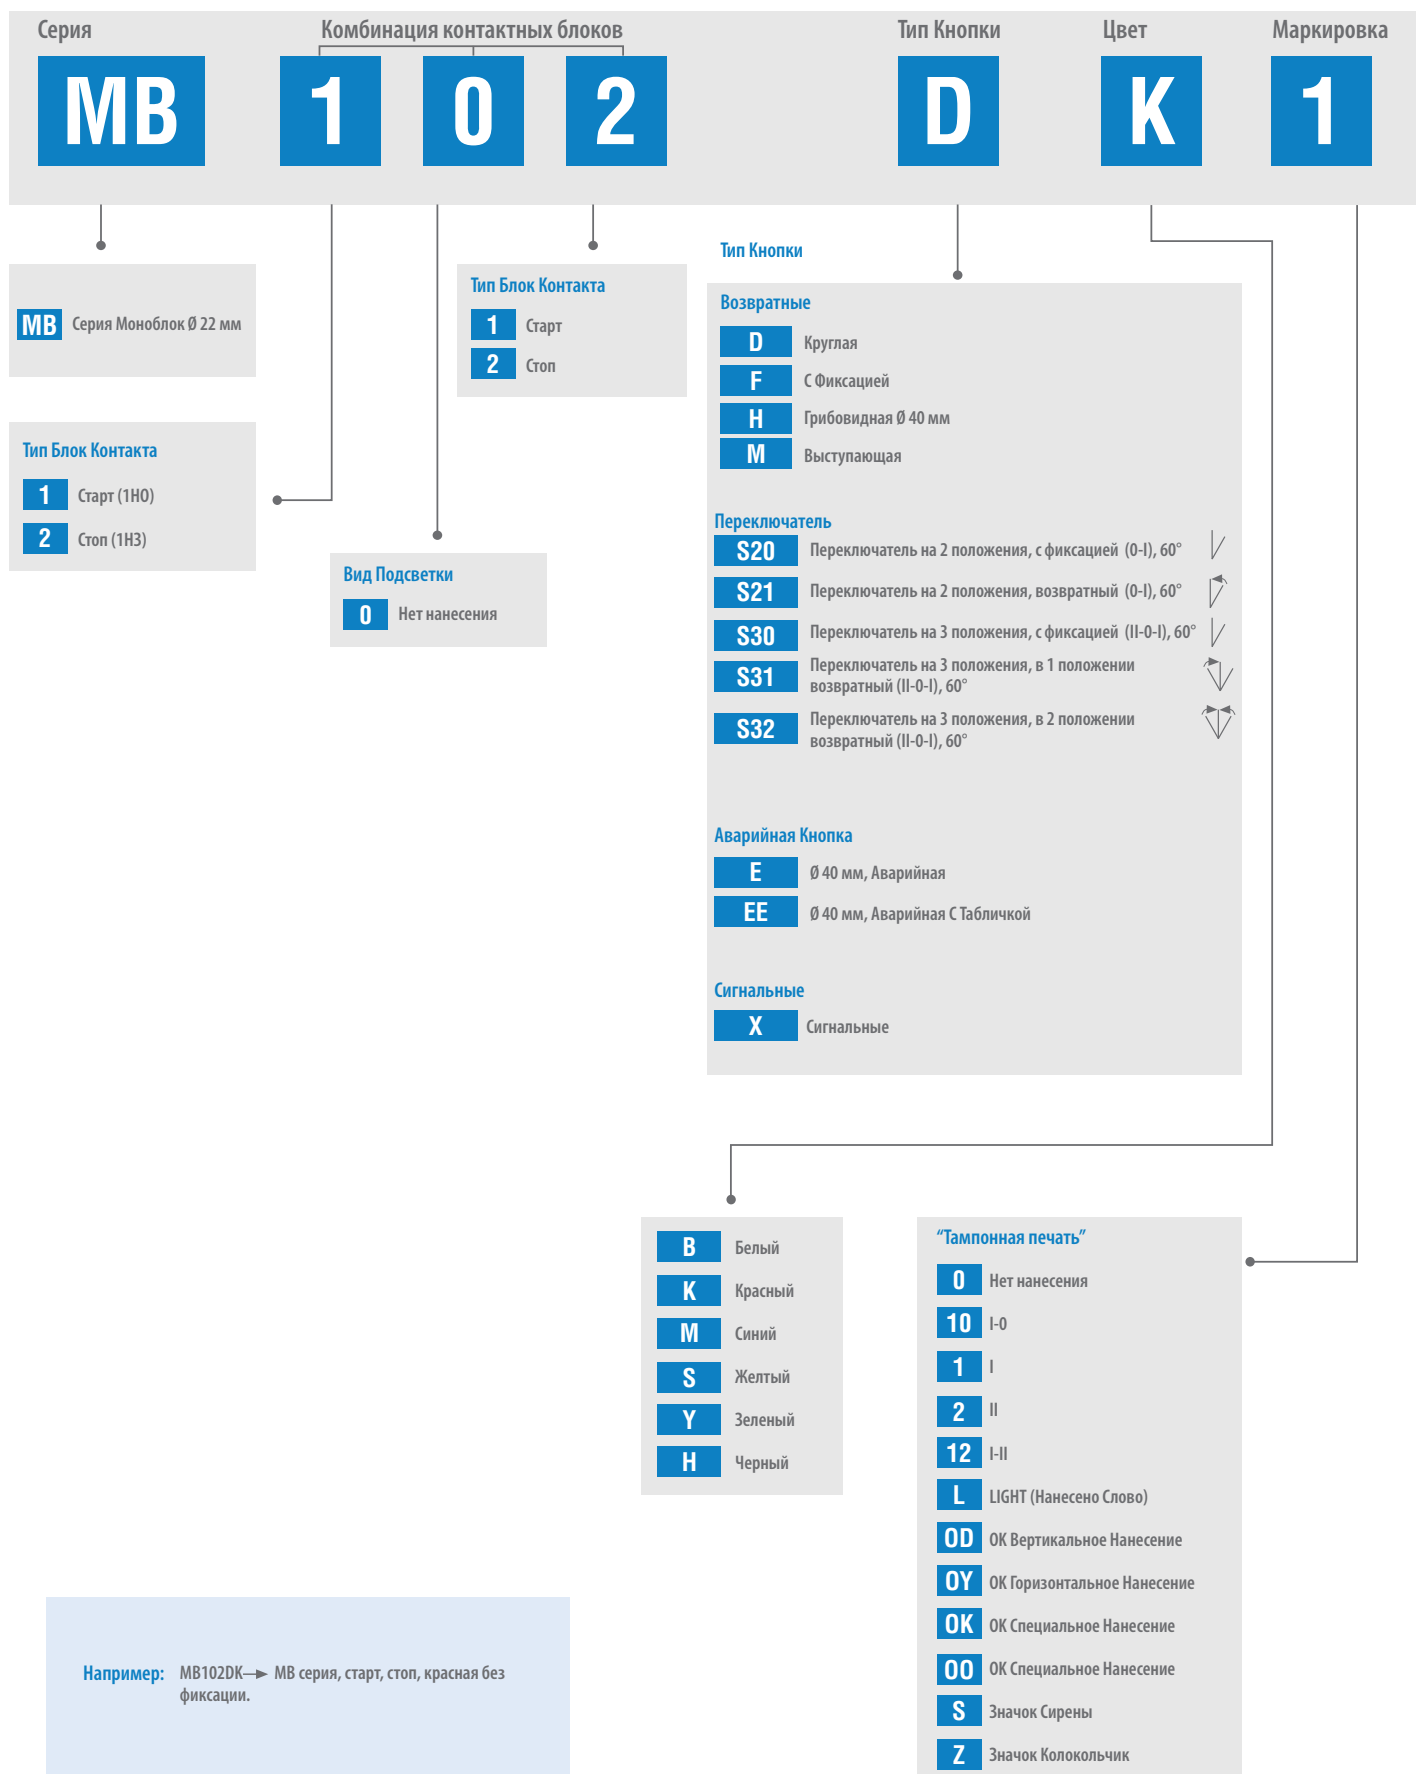 Серия
Комбинация контактных блоков
Тип Кнопки
Цвет
Маркировка
MB
1
0
2
D
K
1
MB Серия Моноблок Ø 22 мм
Тип Блок Контакта
1 Старт (1НО)
2 Стоп (1НЗ)
Вид Подсветки
0 Нет нанесения
Тип Блок Контакта
1 Старт
2 Стоп
Тип Кнопки
Возвратные
D Круглая
F С Фиксацией
H Грибовидная Ø 40 мм
M Выступающая
Переключатель
S20 Переключатель на 2 положения, с фиксацией (0-I), 60°
S21 Переключатель на 2 положения, возвратный (0-I), 60°
S30 Переключатель на 3 положения, с фиксацией (II-0-I), 60°
S31 Переключатель на 3 положения, в 1 положении
возвратный (II-0-I), 60°
S32 Переключатель на 3 положения, в 2 положении
возвратный (II-0-I), 60°
Аварийная Кнопка
E Ø 40 мм, Аварийная
EE Ø 40 мм, Аварийная С Табличкой
Сигнальные
X Сигнальные
B Белый
K Красный
M Синий
S Желтый
Y Зеленый
H Черный
“Тампонная печать”
0 Нет нанесения
10 I-0
1 I
2 II
12 I-II
L LIGHT (Нанесено Слово)
OD ОК Вертикальное Нанесение
OY ОК Горизонтальное Нанесение
OK ОК Специальное Нанесение
OO ОК Специальное Нанесение
S Значок Сирены
Z Значок Колокольчик
Например: MB102DK MB серия, старт, стоп, красная без
фиксации.